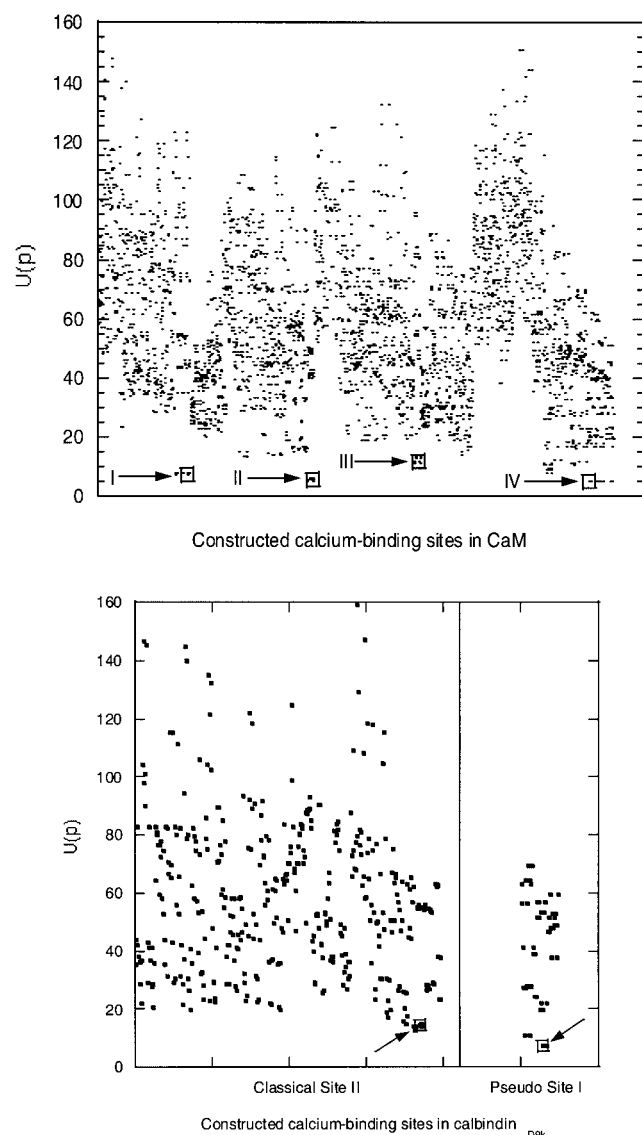 160
140
120
100
80
60
40
20
0
U(p)
I
II
III
IV
Constructed calcium-binding sites in CaM
160
140
120
100
80
60
40
20
0
U(p)
Classical Site II
Pseudo Site I
Constructed calcium-binding sites in calbindin